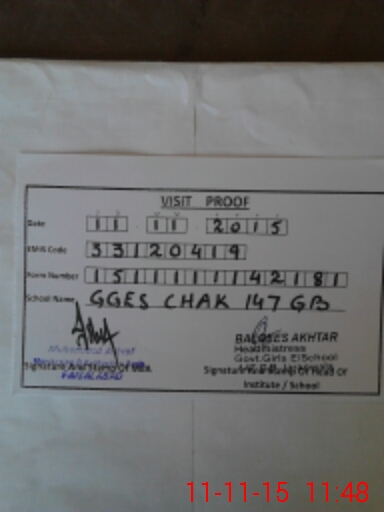 VISIT PROOF
Date 11 11 2015
EMIS Code 33120419
Form Number 1511111142181
School Name GGES CHAK 147 GB
BALQEES AKHTAR
Headmistress
Govt.Girls El School
Signature And Stamp Of MEA
Signature And Stamp Of Head Of
Institute / School
FAISALABAD
11-11-15 11:48